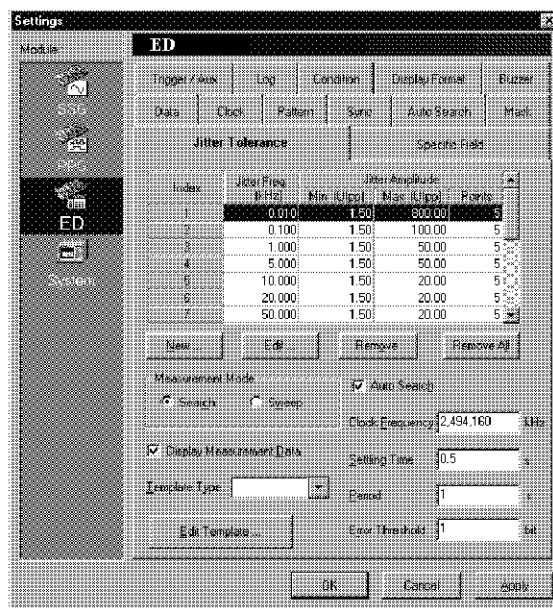 Settings
Module
ED
SSG
PPG
ED
System
Trigger / Aux
Log
Condition
Display Format
Buzzer
Data
Clock
Pattern
Sync
Auto Search
Mask
Jitter Tolerance
Specific Field
Index
Jitter Freq. [kHz]
Jitter Amplitude
Min [UIpp]
Max [UIpp]
Points
1 0.010 1.50 800.00 5
2 0.100 1.50 100.00 5
3 1.000 1.50 50.00 5
4 5.000 1.50 50.00 5
5 10.000 1.50 20.00 5
6 20.000 1.50 20.00 5
7 50.000 1.50 20.00 5
New ...
Edit
Remove
Remove All
Measurement Mode
Search
Sweep
Auto Search
Clock Frequency 2,494,160 kHz
Display Measurement Data
Settling Time 0.5 s
Template Type
Period 1 s
Edit Template ...
Error Threshold 1 bit
OK
Cancel
Apply